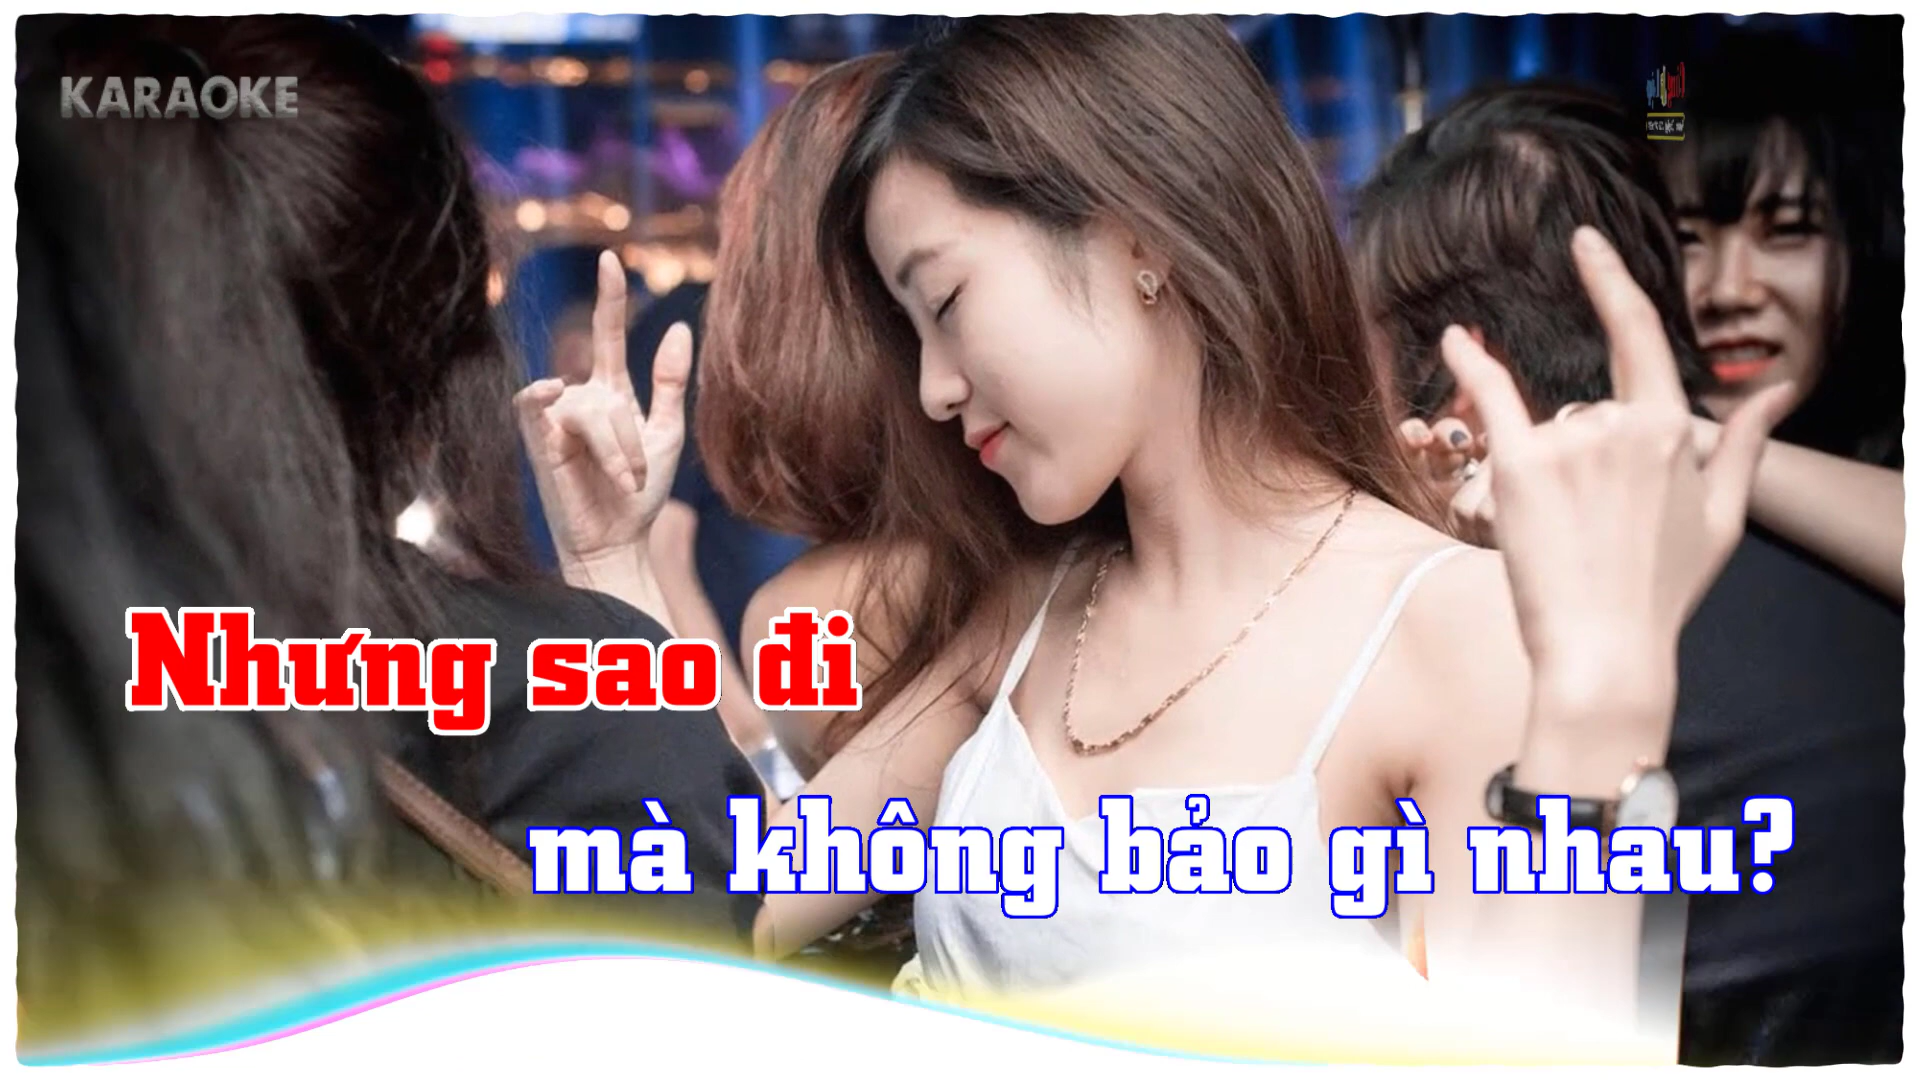 KARAOKE
Nhưng sao đi
mà không bảo gì nhau?